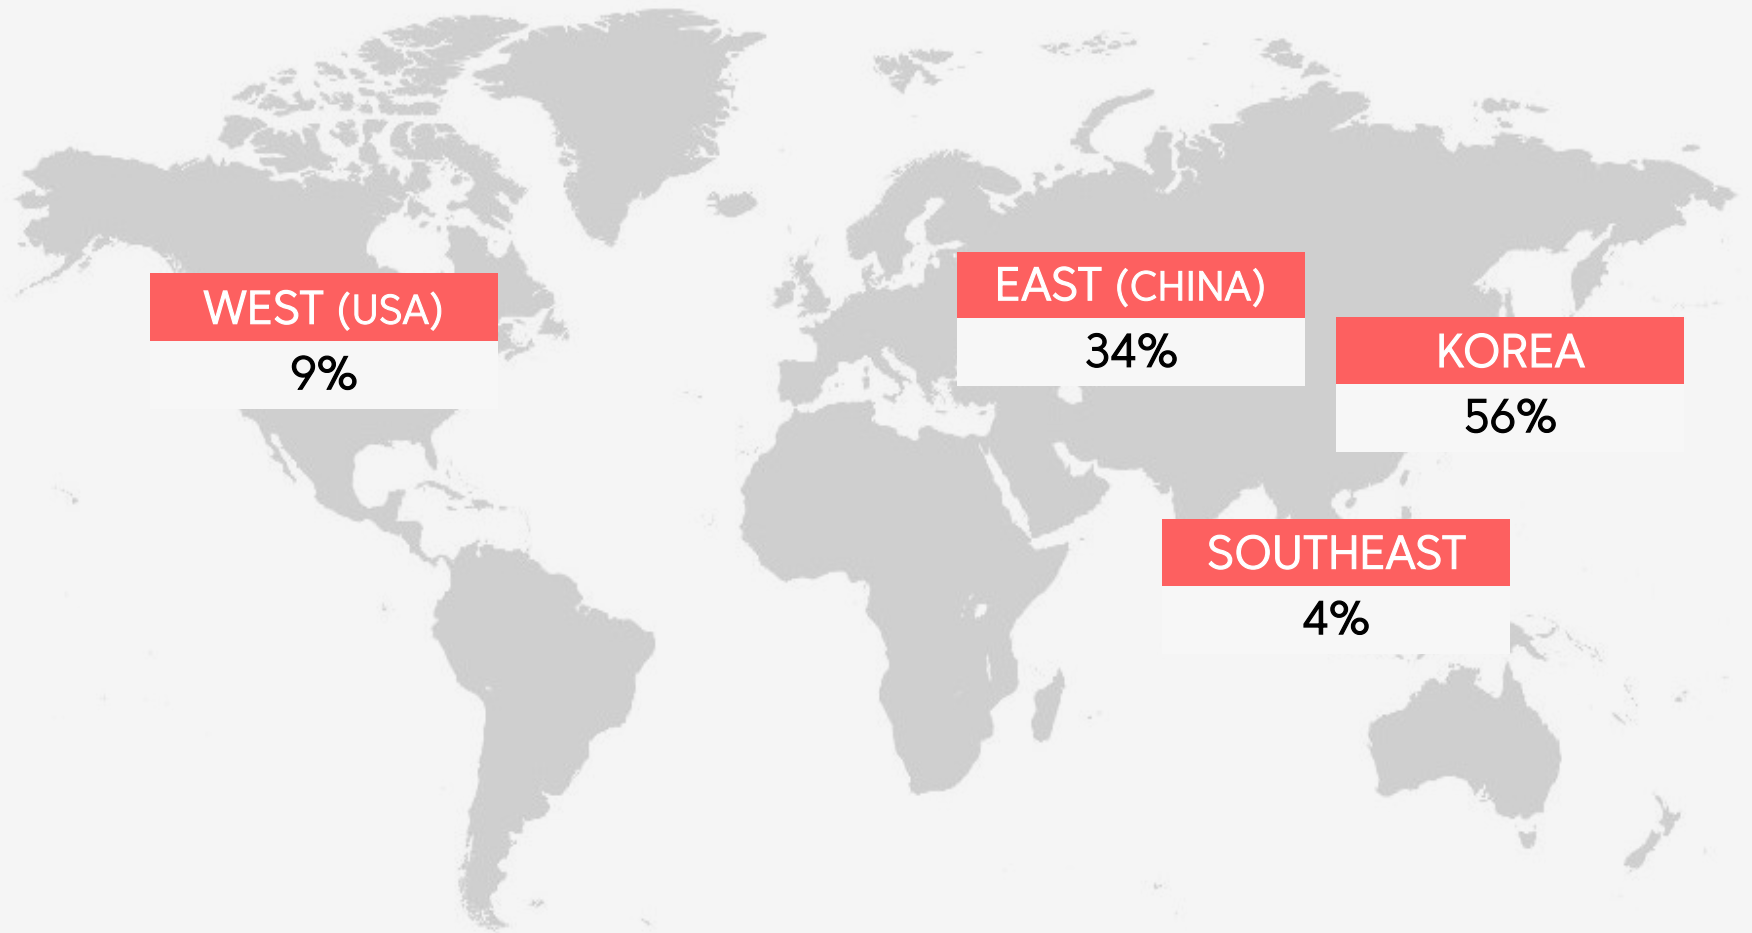 WEST (USA)
9%
EAST (CHINA)
34%
KOREA
56%
SOUTHEAST
4%